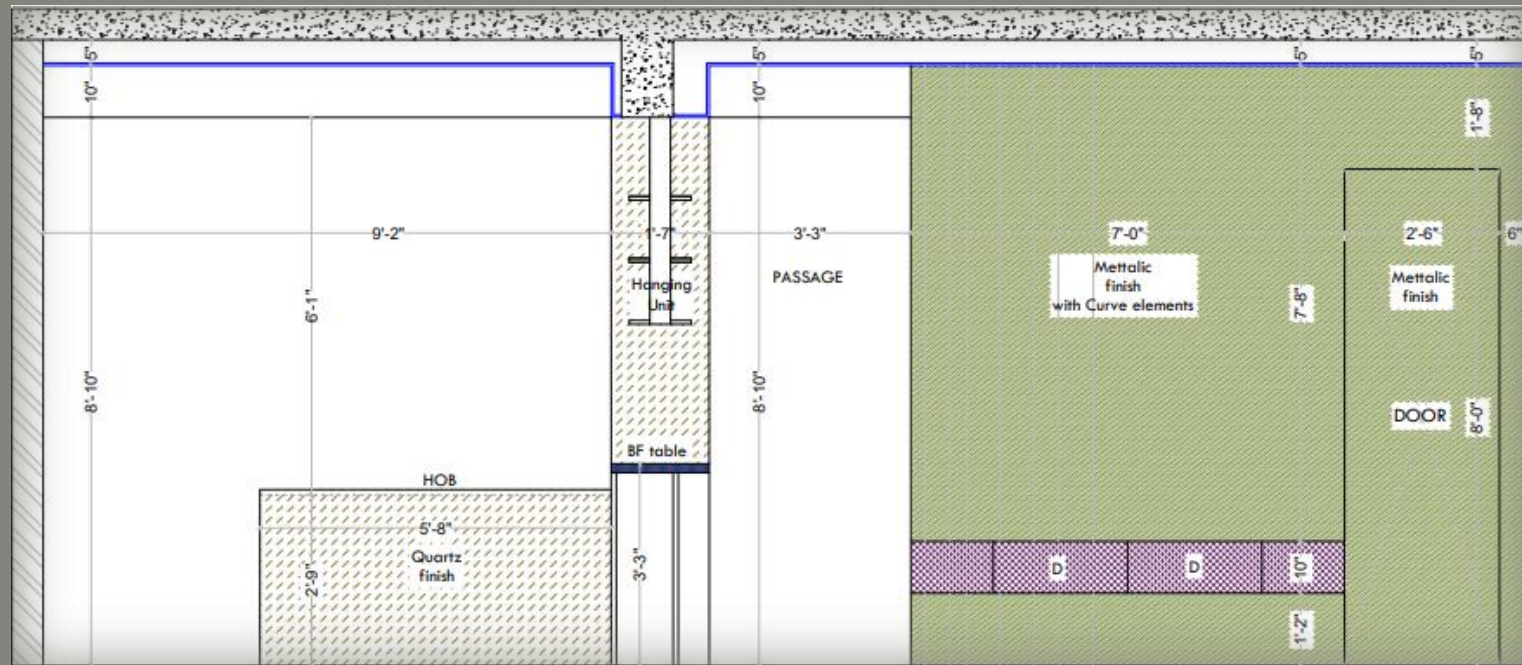 5"
5"
5"
5"
10"
10"
1'-8"
9'-2"
1'-7"
3'-3"
7'-0"
2'-6"
6"
PASSAGE
Mettalic
finish
with Curve elements
Mettalic
finish
Hanging
Unit
6'-1"
7'-8"
8'-10"
8'-10"
DOOR
8'-0"
BF table
HOB
5'-8"
Quartz
finish
2'-9"
3'-3"
D
D
10"
1'-2"